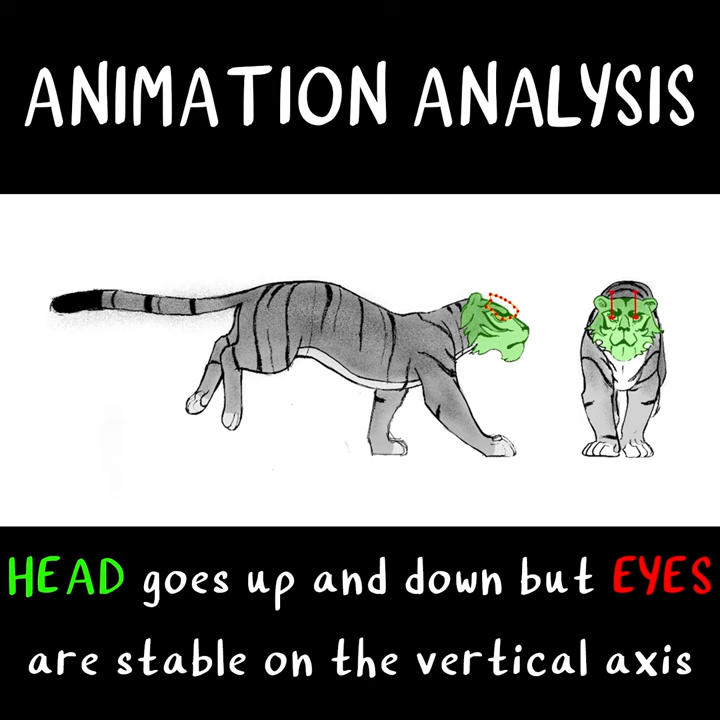 ANIMATION ANALYSIS
HEAD goes up and down but EYES
are stable on the vertical axis